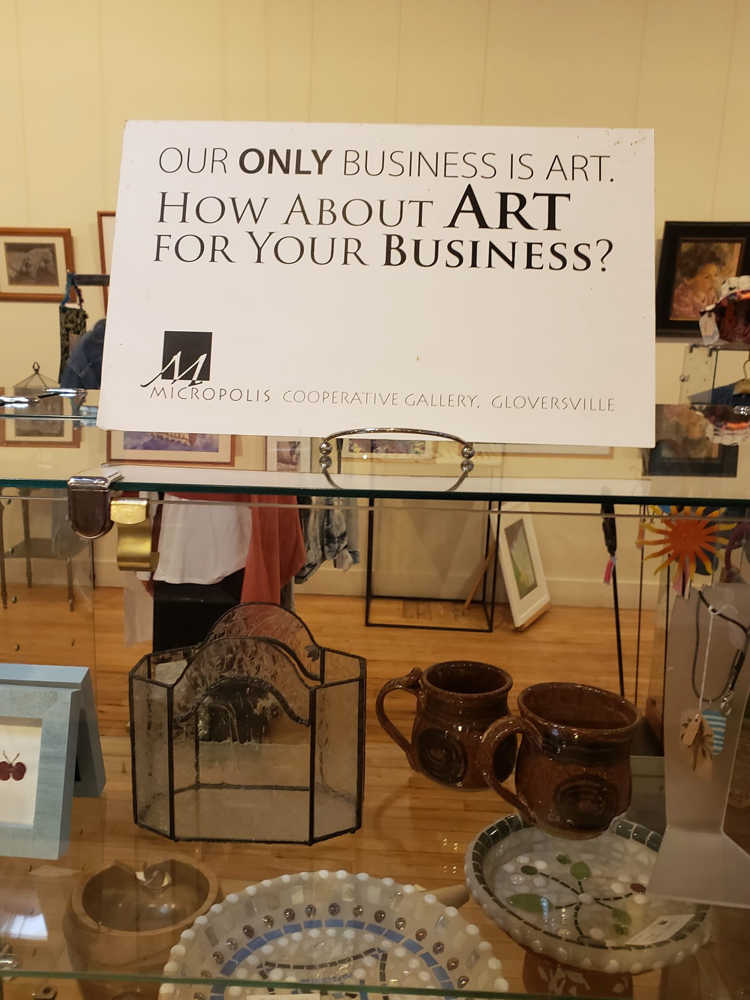 OUR ONLY BUSINESS IS ART.
HOW ABOUT ART
FOR YOUR BUSINESS?
M
MICROPOLIS COOPERATIVE GALLERY, GLOVERSVILLE